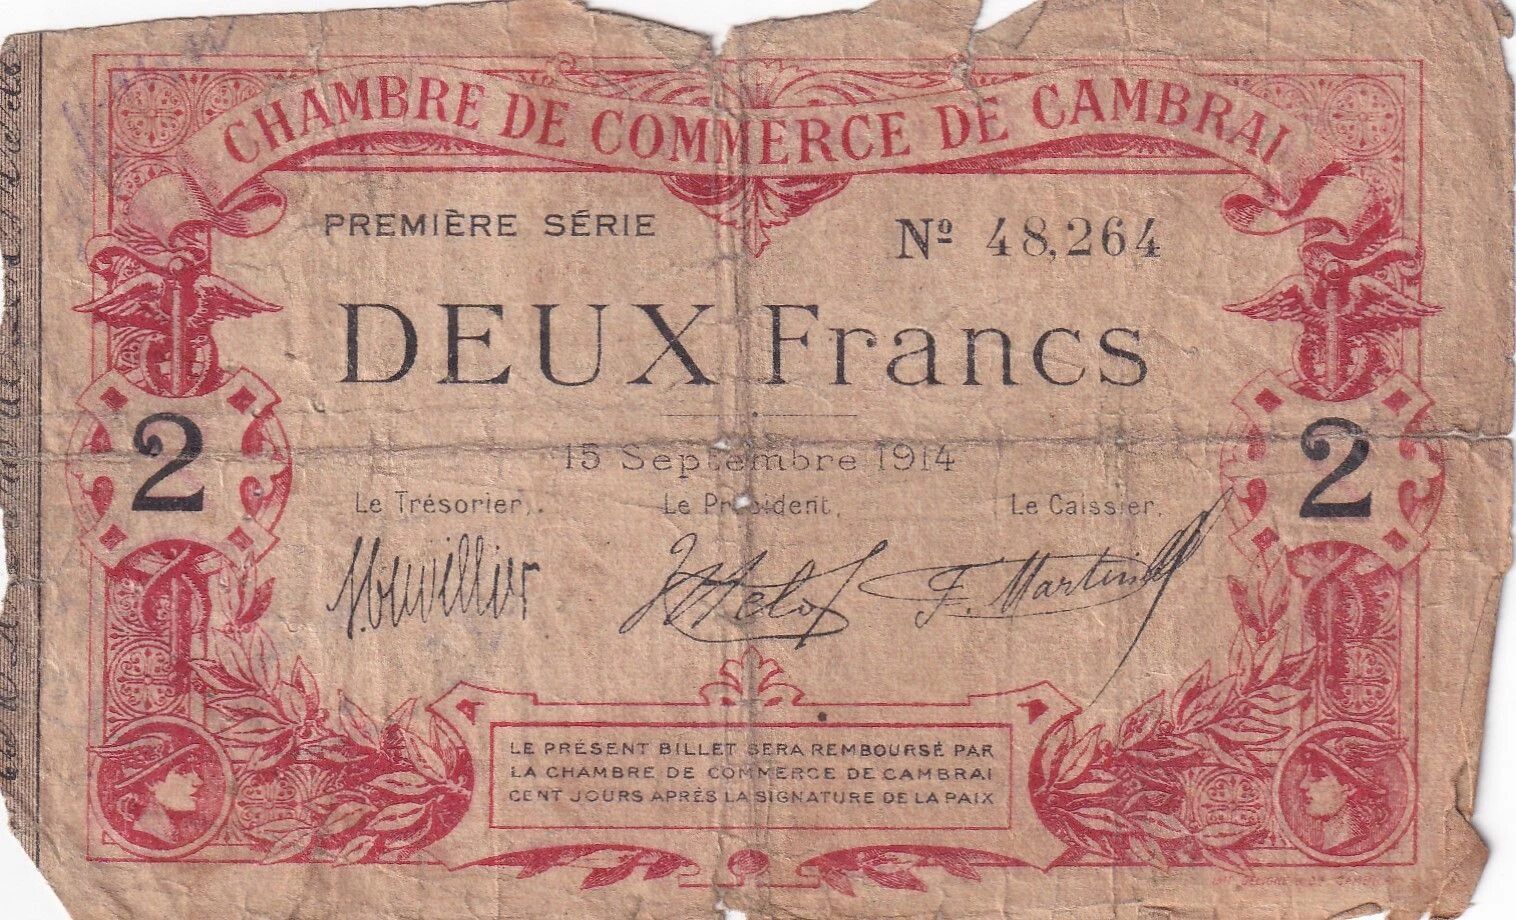 CHAMBRE DE COMMERCE DE CAMBRAI
PREMIÈRE SÉRIE
Nº 48,264
DEUX Francs
2
2
15 Septembre 1914
Le Trésorier,
Le Président,
Le Caissier,
F. Martin
LE PRÉSENT BILLET SERA REMBOURSÉ PAR
LA CHAMBRE DE COMMERCE DE CAMBRAI
CENT JOURS APRÈS LA SIGNATURE DE LA PAIX